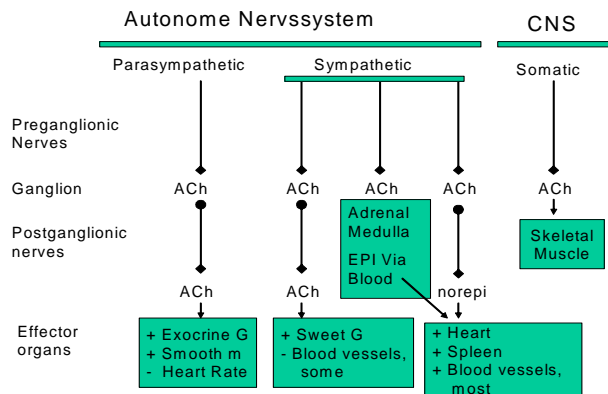 Autonome Nervssystem
CNS
Parasympathetic
Sympathetic
Somatic
Preganglionic
Nerves
Ganglion
ACh
ACh
ACh
ACh
ACh
Postganglionic
nerves
Adrenal
Medulla
EPI Via
Blood
Skeletal
Muscle
ACh
ACh
norepi
Effector
organs
+ Exocrine G
+ Smooth m
- Heart Rate
+ Sweet G
- Blood vessels,
some
+ Heart
+ Spleen
+ Blood vessels,
most